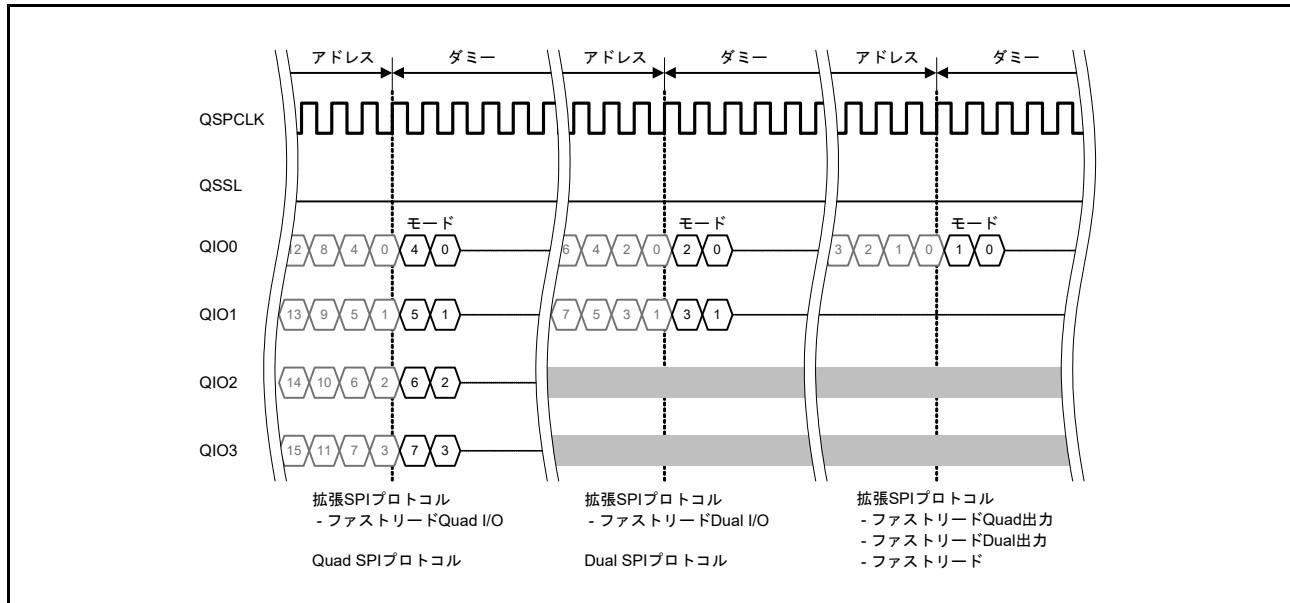 アドレス ダミー アドレス ダミー アドレス ダミー
QSPCLK
QSSL
モード モード モード
QIO0 12 8 4 0 4 0 6 4 2 0 2 0 3 2 1 0 1 0
QIO1 13 9 5 1 5 1 7 5 3 1 3 1
QIO2 14 10 6 2 6 2
QIO3 15 11 7 3 7 3
拡張SPIプロトコル
- ファストリードQuad I/O
Quad SPIプロトコル
拡張SPIプロトコル
- ファストリードDual I/O
Dual SPIプロトコル
拡張SPIプロトコル
- ファストリードQuad出力
- ファストリードDual出力
- ファストリード